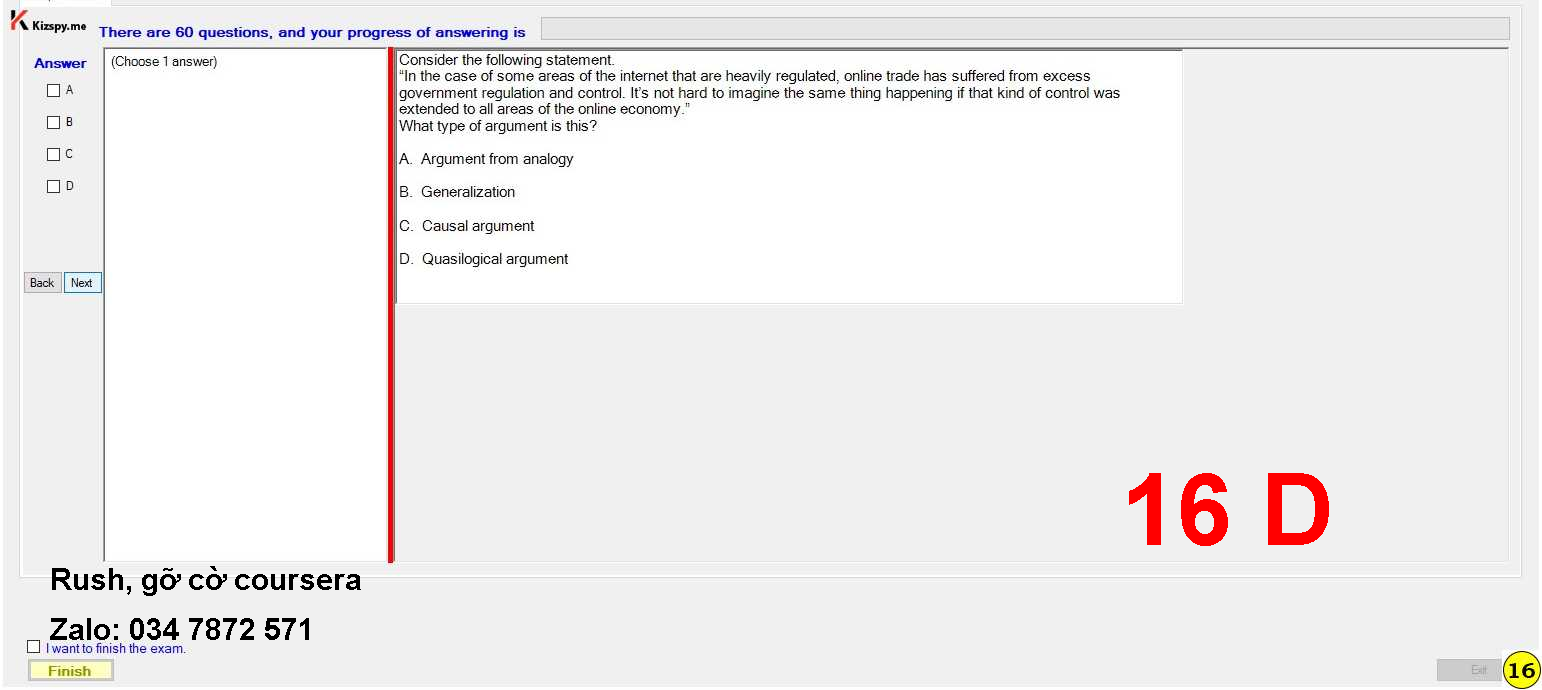 Kizspy.me
There are 60 questions, and your progress of answering is
Answer
A
B
C
D
Back
Next
(Choose 1 answer)
Consider the following statement.
“In the case of some areas of the internet that are heavily regulated, online trade has suffered from excess
government regulation and control. It’s not hard to imagine the same thing happening if that kind of control was
extended to all areas of the online economy.”
What type of argument is this?
A. Argument from analogy
B. Generalization
C. Causal argument
D. Quasilogical argument
16 D
Rush, gỡ cờ coursera
Zalo: 034 7872 571
I want to finish the exam.
Finish
Exit
16